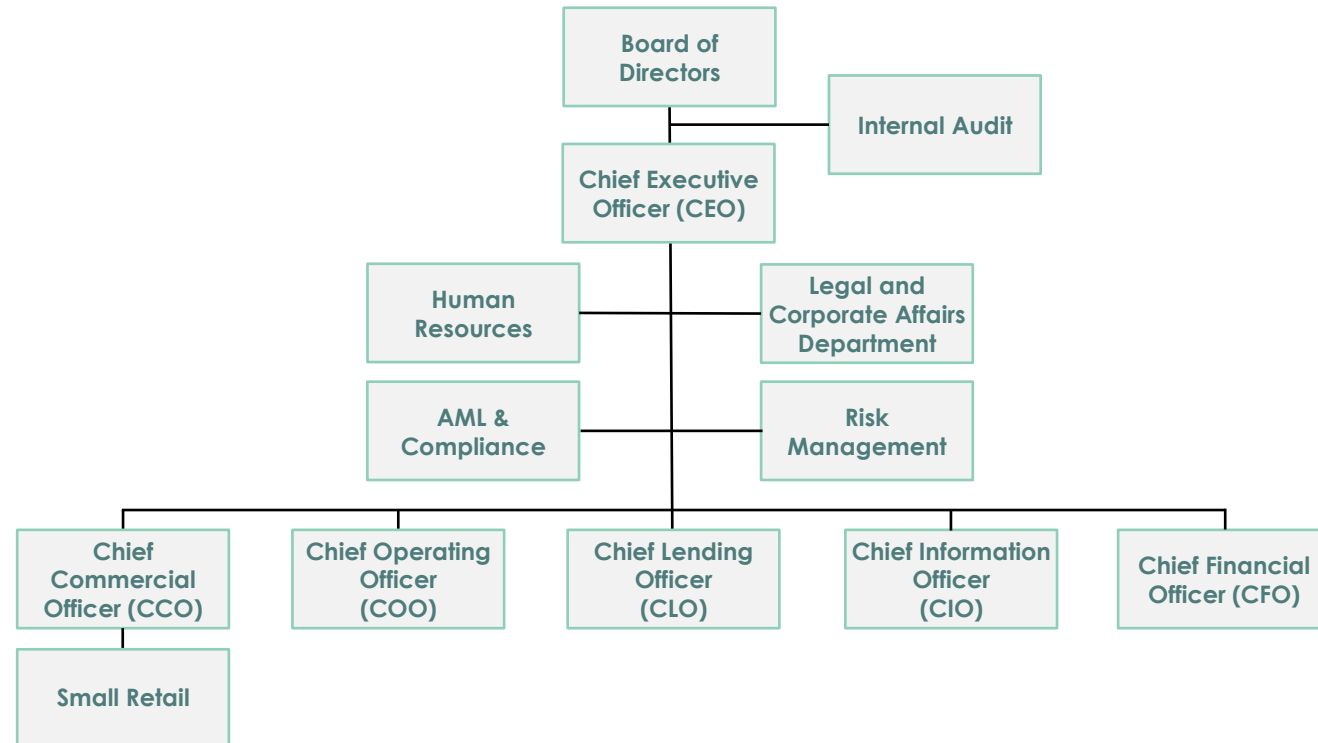 Board of
Directors
Internal Audit
Chief Executive
Officer (CEO)
Human
Resources
Legal and
Corporate Affairs
Department
AML &
Compliance
Risk
Management
Chief
Commercial
Officer (CCO)
Chief Operating
Officer
(COO)
Chief Lending
Officer
(CLO)
Chief Information
Officer
(CIO)
Chief Financial
Officer (CFO)
Small Retail